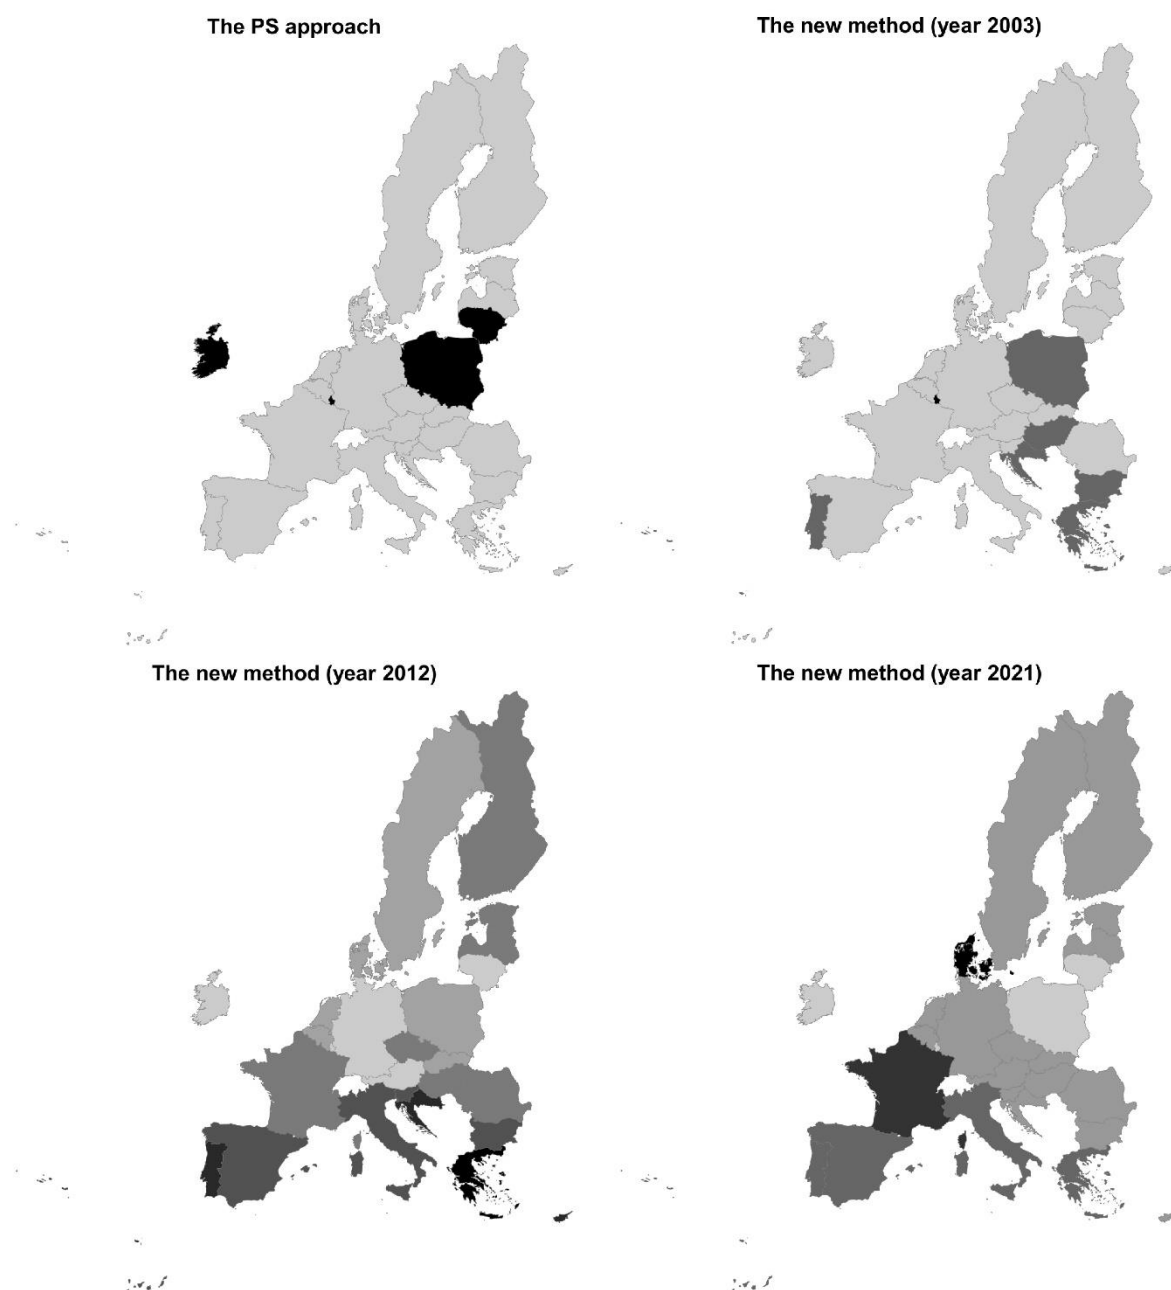 The PS approach
The new method (year 2003)
The new method (year 2012)
The new method (year 2021)